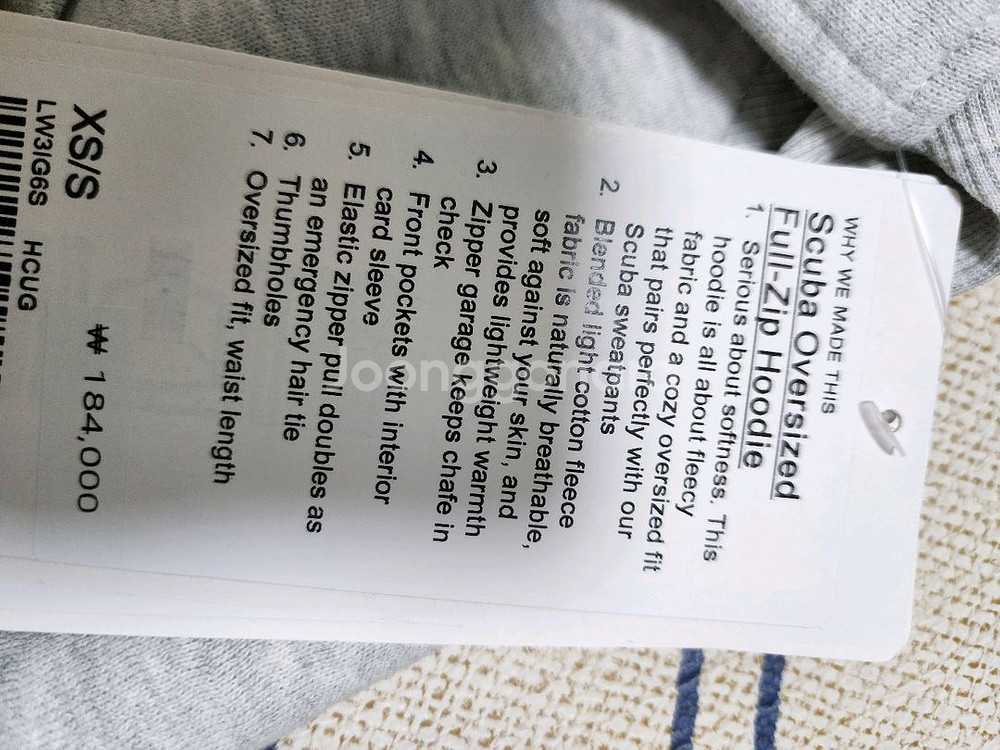 WHY WE MADE THIS
Scuba Oversized
Full-Zip Hoodie
1. Serious about softness. This
hoodie is all about fleecy
fabric and a cozy oversized fit
that pairs perfectly with our
Scuba sweatpants
2. Blended light cotton fleece
fabric is naturally breathable,
soft against your skin, and
provides lightweight warmth
3. Zipper garage keeps chafe in
check
4. Front pockets with interior
card sleeve
5. Elastic zipper pull doubles as
an emergency hair tie
6. Thumbholes
7. Oversized fit, waist length
XS/S ₩ 184,000
LW3IG6S HCUG
Joonggonara